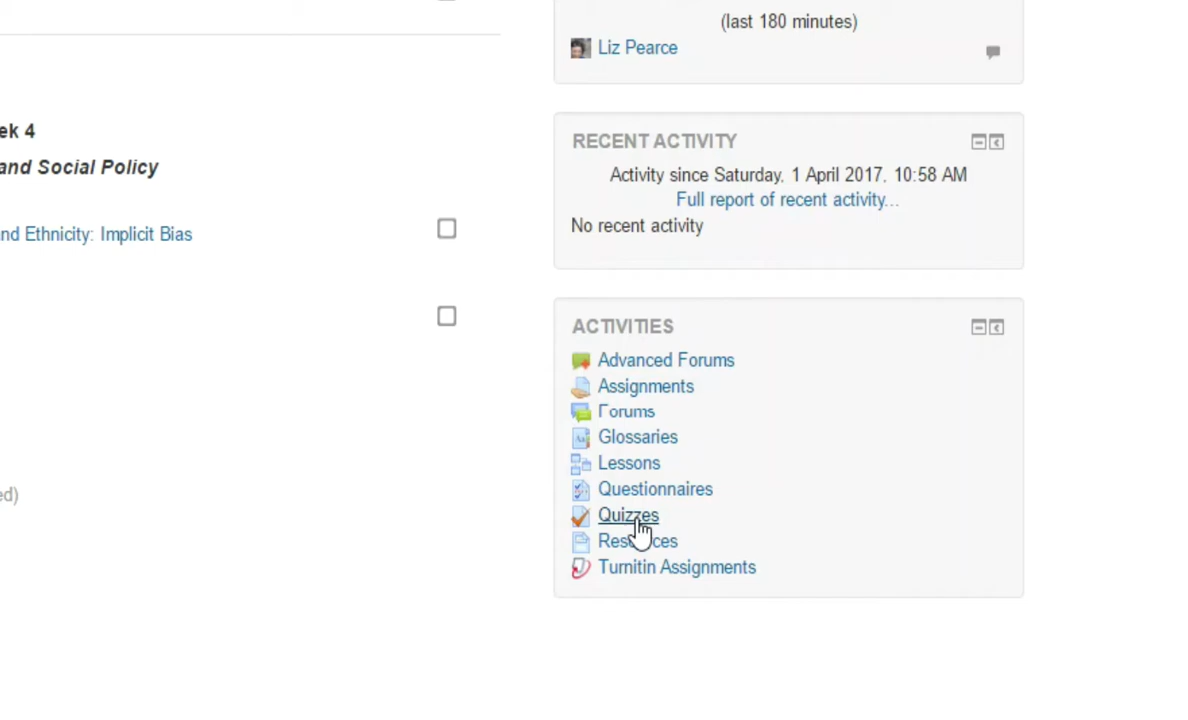 ek 4
and Social Policy
nd Ethnicity: Implicit Bias
ed)
(last 180 minutes)
Liz Pearce
RECENT ACTIVITY
Activity since Saturday, 1 April 2017, 10:58 AM
Full report of recent activity...
No recent activity
ACTIVITIES
Advanced Forums
Assignments
Forums
Glossaries
Lessons
Questionnaires
Quizzes
Resources
Turnitin Assignments